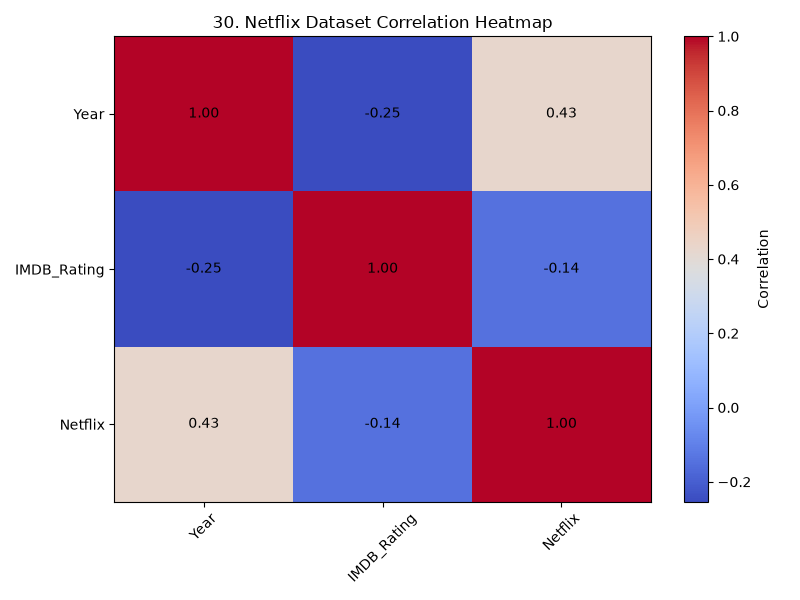 30. Netflix Dataset Correlation Heatmap
Year
1.00
-0.25
0.43
IMDB_Rating
-0.25
1.00
-0.14
Netflix
0.43
-0.14
1.00
Year
IMDB_Rating
Netflix
1.0
0.8
0.6
0.4
0.2
0.0
−0.2
Correlation